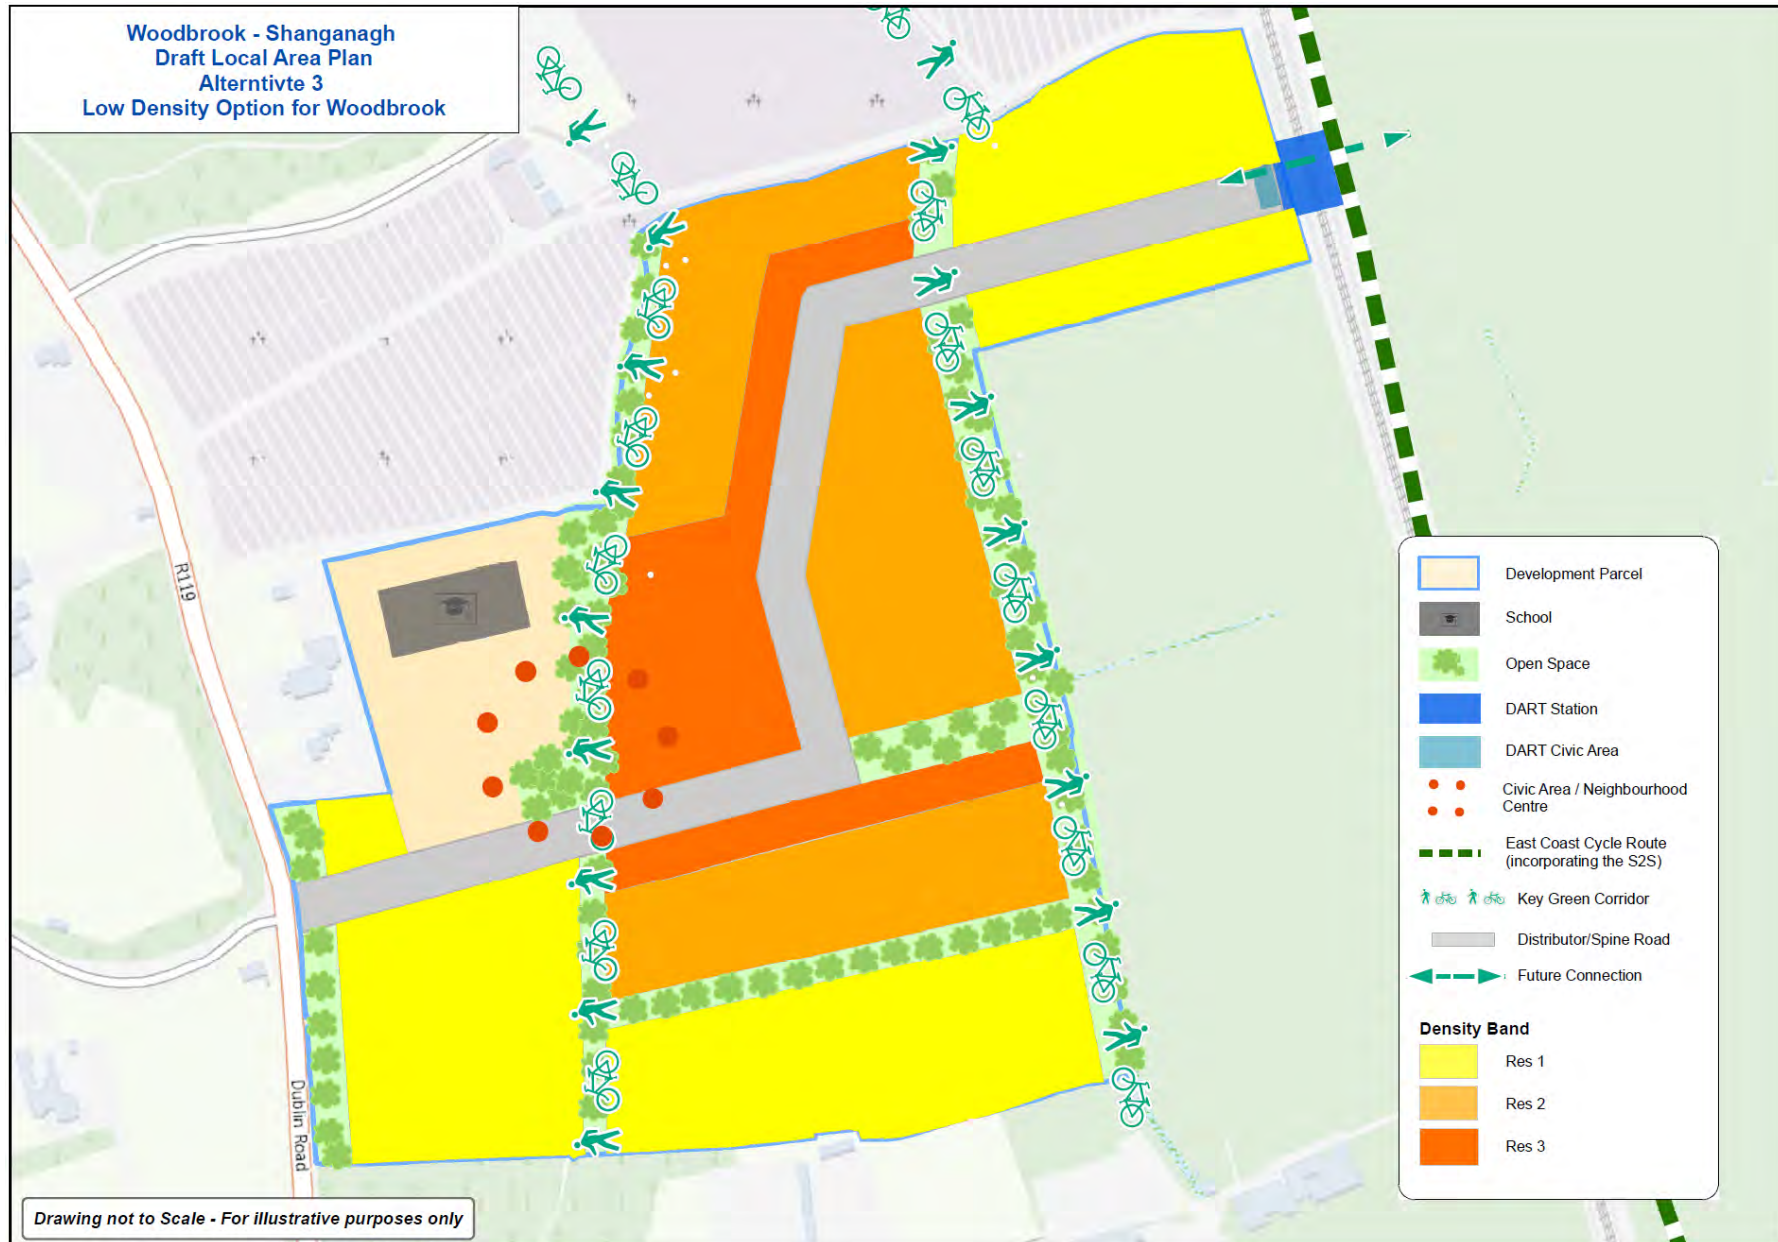 Woodbrook - Shanganagh
Draft Local Area Plan
Alterntivte 3
Low Density Option for Woodbrook
R119
Dublin Road
Development Parcel
School
Open Space
DART Station
DART Civic Area
Civic Area / Neighbourhood
Centre
East Coast Cycle Route
(incorporating the S2S)
Key Green Corridor
Distributor/Spine Road
Future Connection
Density Band
Res 1
Res 2
Res 3
Drawing not to Scale - For illustrative purposes only